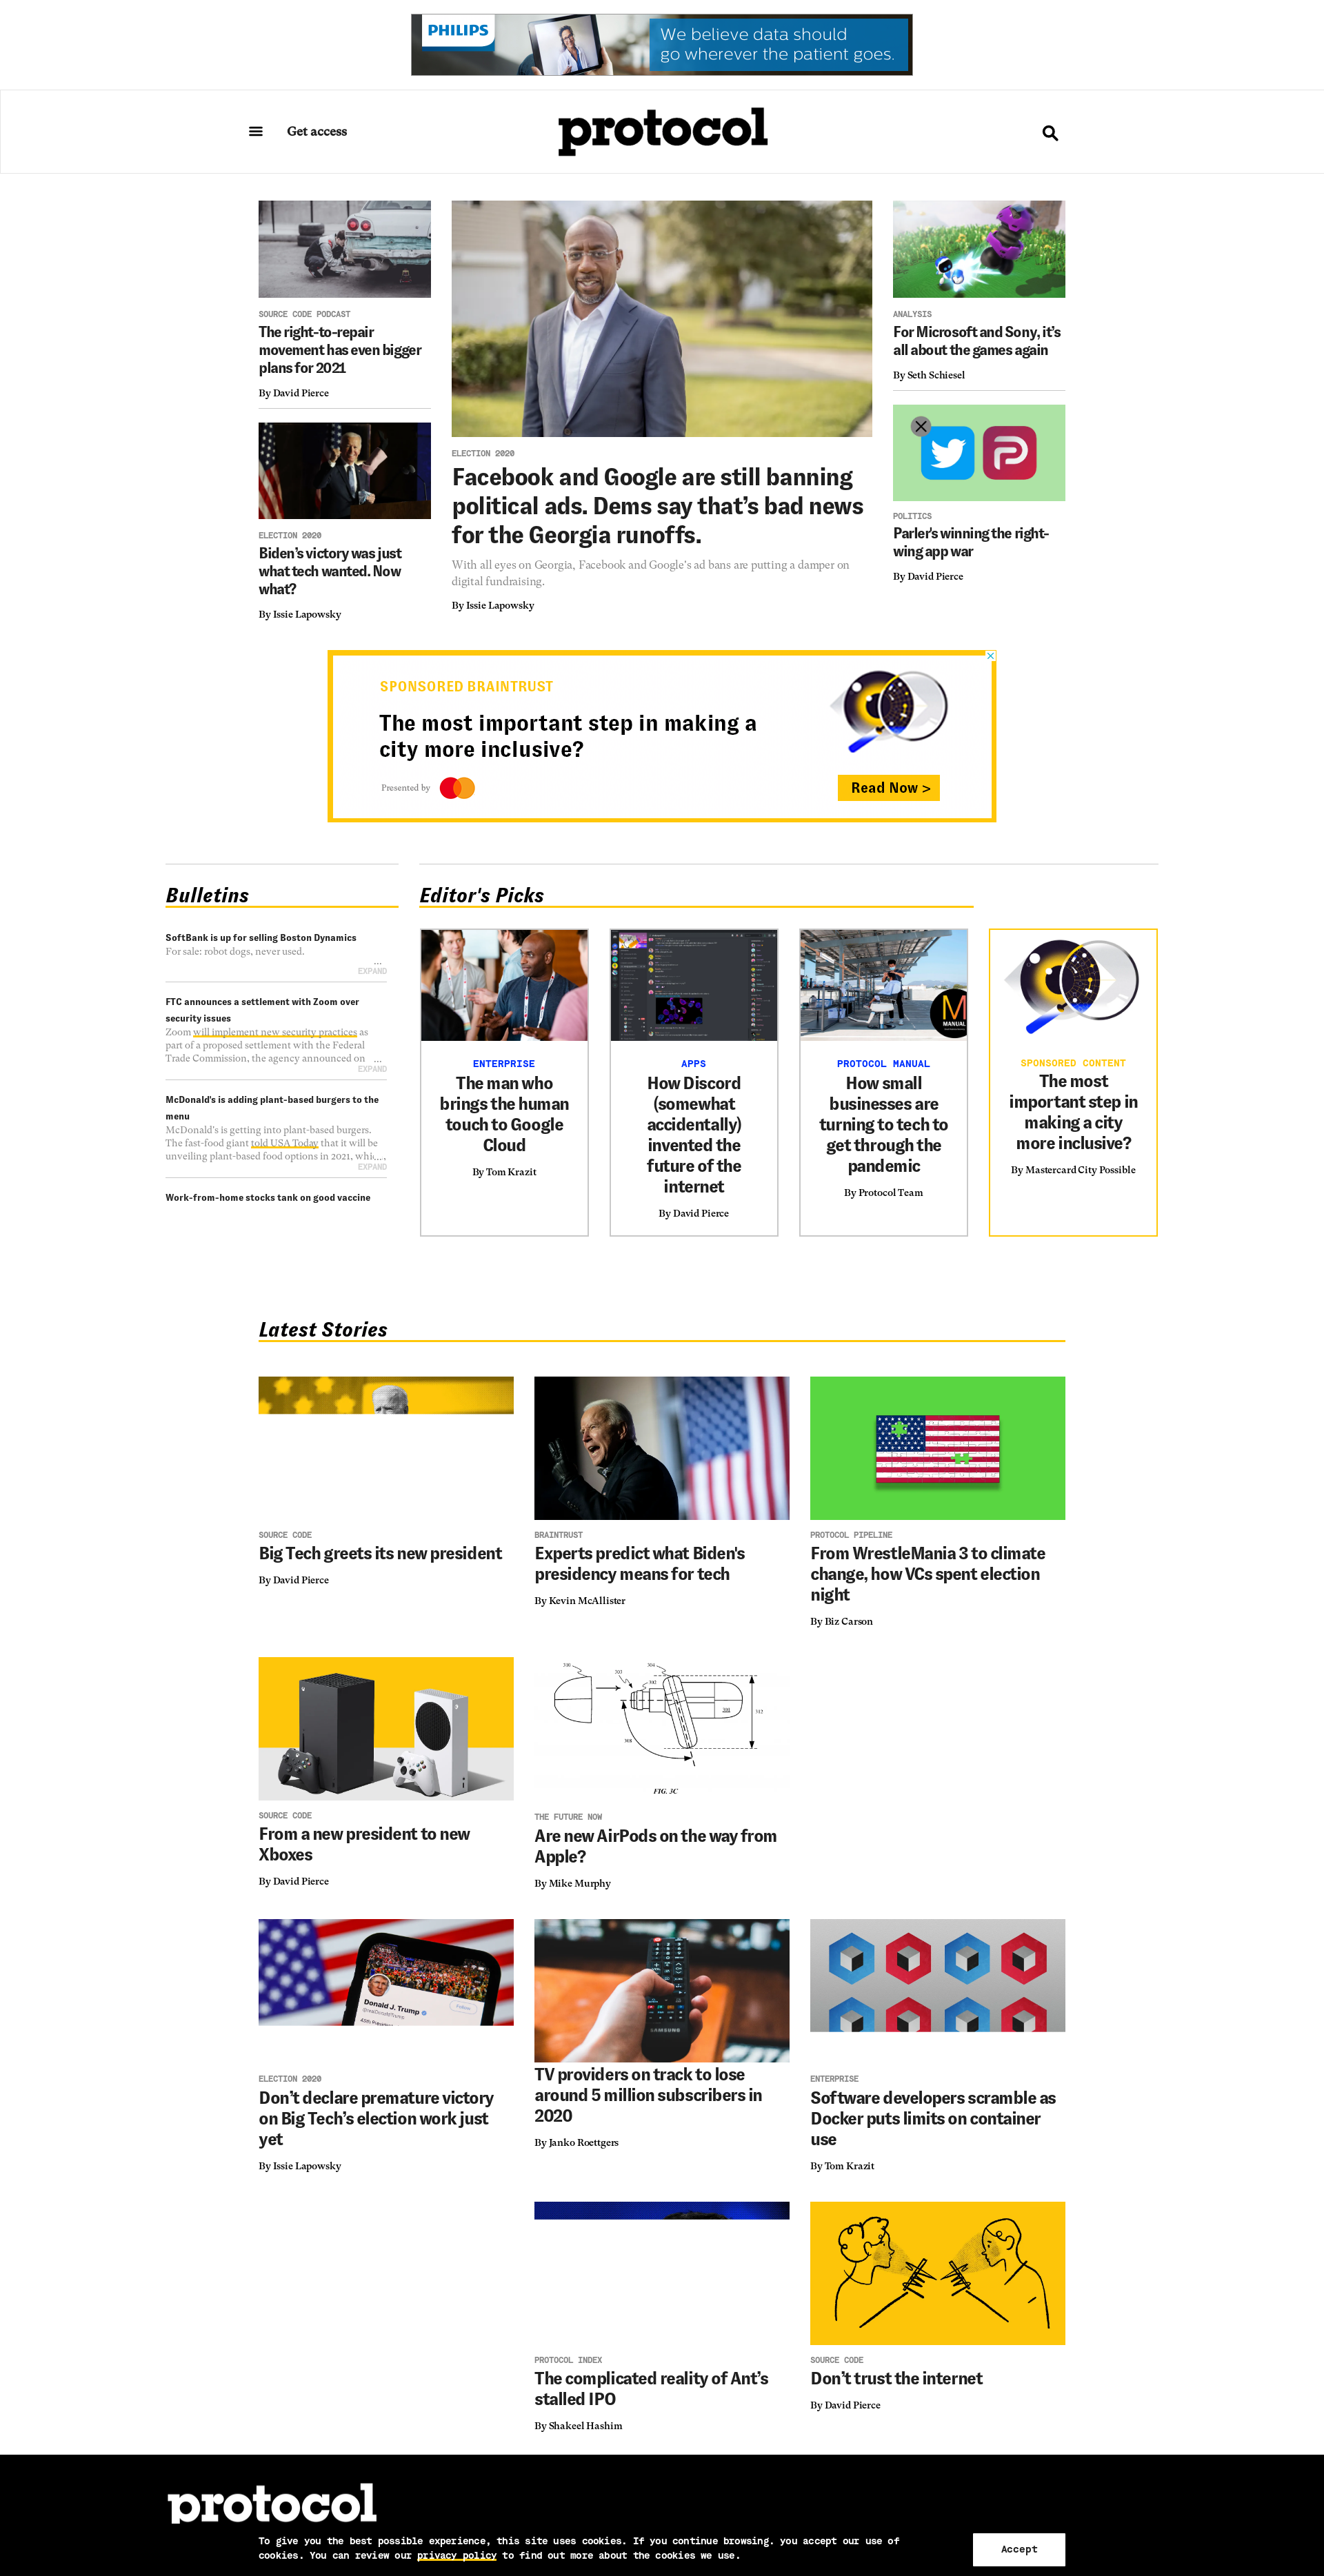 PHILIPS
We believe data should
go wherever the patient goes.
Get access
protocol
SOURCE CODE PODCAST
The right-to-repair
movement has even bigger
plans for 2021
By David Pierce
ELECTION 2020
Biden’s victory was just
what tech wanted. Now
what?
By Issie Lapowsky
ELECTION 2020
Facebook and Google are still banning
political ads. Dems say that’s bad news
for the Georgia runoffs.
With all eyes on Georgia, Facebook and Google's ad bans are putting a damper on
digital fundraising.
By Issie Lapowsky
ANALYSIS
For Microsoft and Sony, it’s
all about the games again
By Seth Schiesel
POLITICS
Parler's winning the right-
wing app war
By David Pierce
SPONSORED BRAINTRUST
The most important step in making a
city more inclusive?
Presented by
Read Now >
Bulletins
SoftBank is up for selling Boston Dynamics
For sale: robot dogs, never used.
...
EXPAND
FTC announces a settlement with Zoom over
security issues
Zoom will implement new security practices as
part of a proposed settlement with the Federal
Trade Commission, the agency announced on ...
EXPAND
McDonald's is adding plant-based burgers to the
menu
McDonald's is getting into plant-based burgers.
The fast-food giant told USA Today that it will be
unveiling plant-based food options in 2021, whi...
EXPAND
Work-from-home stocks tank on good vaccine
Editor's Picks
ENTERPRISE
The man who
brings the human
touch to Google
Cloud
By Tom Krazit
APPS
How Discord
(somewhat
accidentally)
invented the
future of the
internet
By David Pierce
M
MANUAL
PROTOCOL MANUAL
How small
businesses are
turning to tech to
get through the
pandemic
By Protocol Team
SPONSORED CONTENT
The most
important step in
making a city
more inclusive?
By Mastercard City Possible
Latest Stories
SOURCE CODE
Big Tech greets its new president
By David Pierce
BRAINTRUST
Experts predict what Biden's
presidency means for tech
By Kevin McAllister
PROTOCOL PIPELINE
From WrestleMania 3 to climate
change, how VCs spent election
night
By Biz Carson
SOURCE CODE
From a new president to new
Xboxes
By David Pierce
FIG. 3C
THE FUTURE NOW
Are new AirPods on the way from
Apple?
By Mike Murphy
Donald J. Trump
ELECTION 2020
Don’t declare premature victory
on Big Tech’s election work just
yet
By Issie Lapowsky
SAMSUNG
TV providers on track to lose
around 5 million subscribers in
2020
By Janko Roettgers
ENTERPRISE
Software developers scramble as
Docker puts limits on container
use
By Tom Krazit
PROTOCOL INDEX
The complicated reality of Ant’s
stalled IPO
By Shakeel Hashim
SOURCE CODE
Don’t trust the internet
By David Pierce
protocol
To give you the best possible experience, this site uses cookies. If you continue browsing. you accept our use of
cookies. You can review our privacy policy to find out more about the cookies we use.
Accept